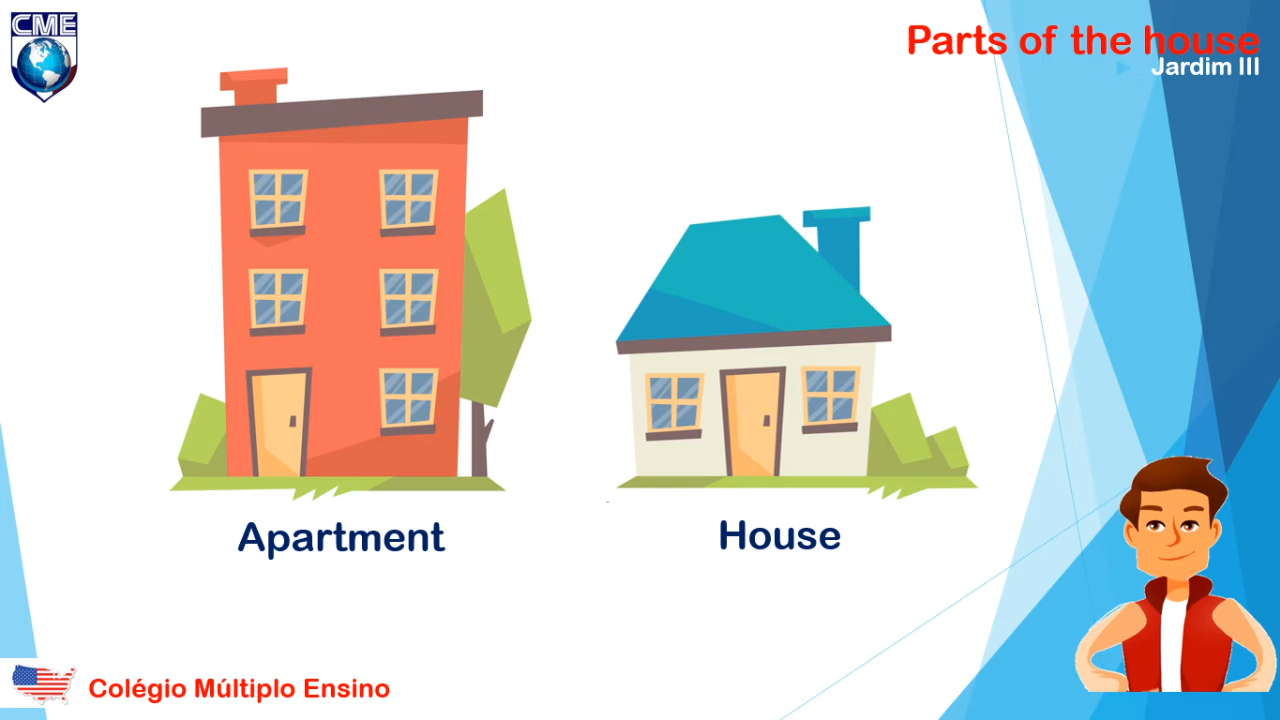 CME
Parts of the house
Jardim III
Apartment
House
Colégio Múltiplo Ensino